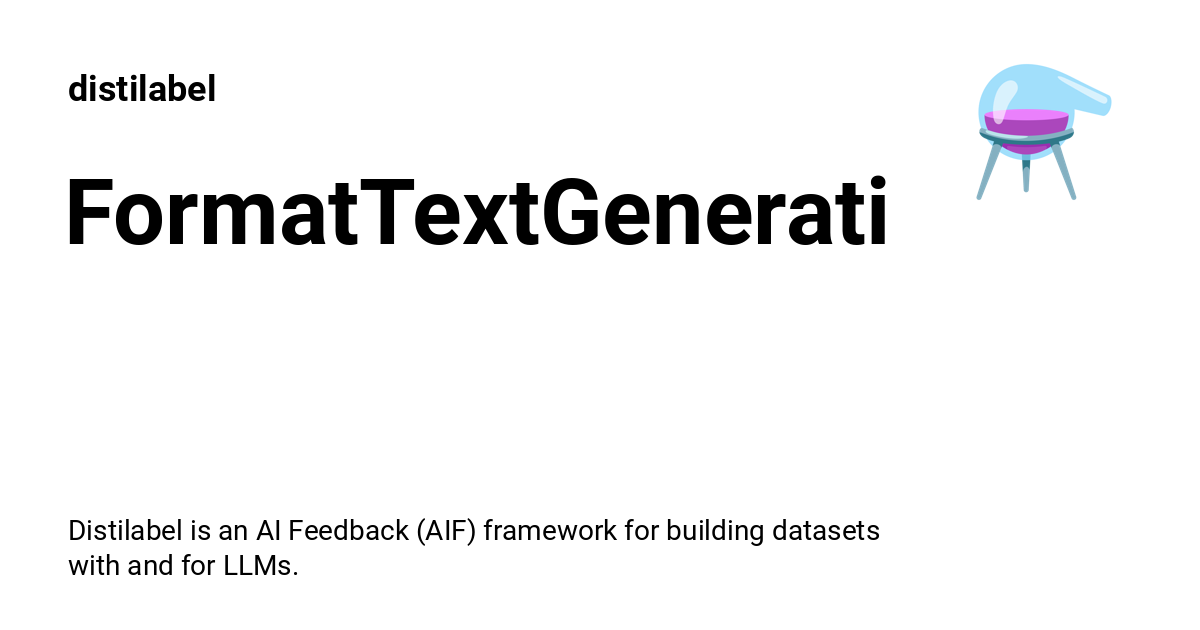 distilabel
FormatTextGenerati
Distilabel is an AI Feedback (AIF) framework for building datasets
with and for LLMs.